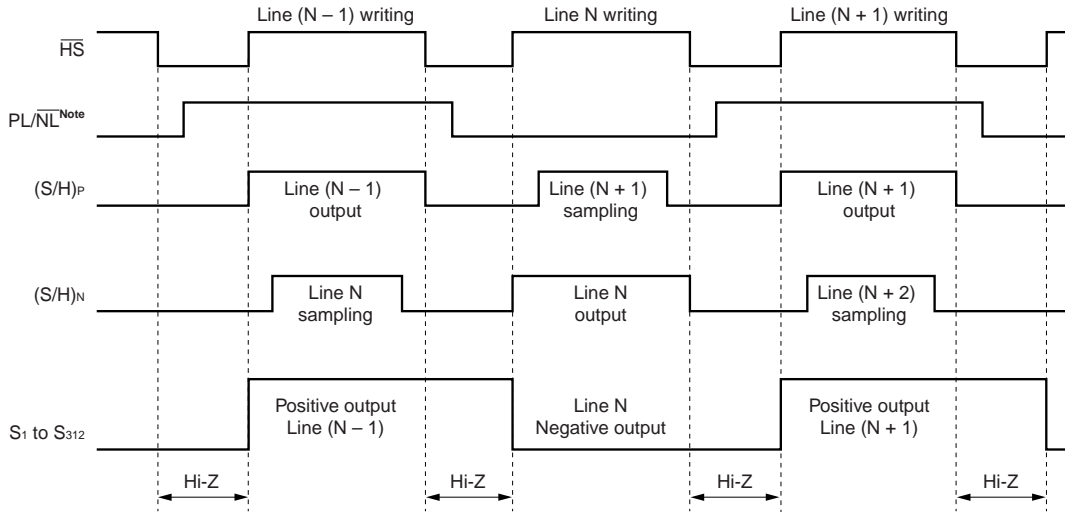 Line (N – 1) writing
Line N writing
Line (N + 1) writing
HS
PL/NL Note
(S/H)P
Line (N – 1)
output
Line (N + 1)
sampling
Line (N + 1)
output
(S/H)N
Line N
sampling
Line N
output
Line (N + 2)
sampling
S1 to S312
Positive output
Line (N – 1)
Line N
Negative output
Positive output
Line (N + 1)
Hi-Z
Hi-Z
Hi-Z
Hi-Z